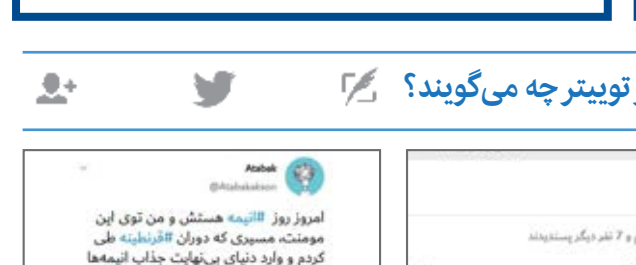 توییتر چه می‌گویند؟
Atabak
@Atabakakson
امروز روز #انیمه هستش و من توی این
مومنت، مسیری که دوران #قرنطینه طی
کردم و وارد دنیای بی‌نهایت جذاب انیمه‌ها
و 7 نفر دیگر پسندیدند